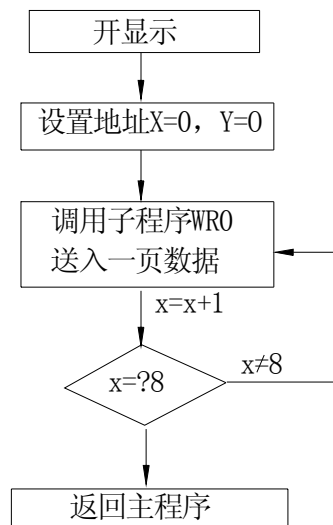 开显示
设置地址X=0，Y=0
调用子程序WR0
送入一页数据
x=x+1
x=?8
x≠8
返回主程序